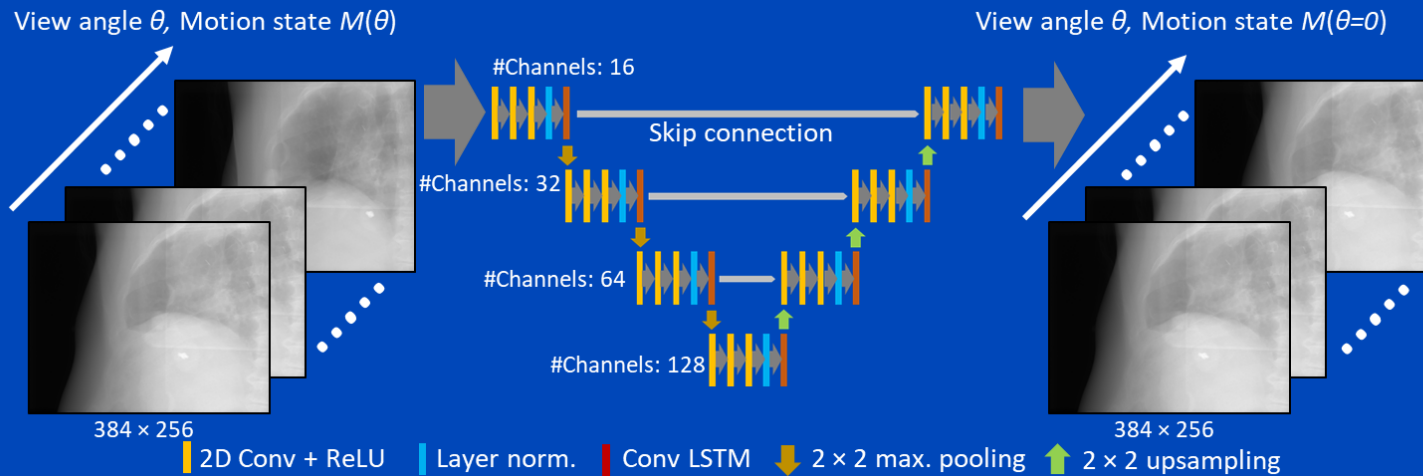 View angle θ, Motion state M(θ)
View angle θ, Motion state M(θ=0)
#Channels: 16
Skip connection
#Channels: 32
#Channels: 64
#Channels: 128
384 × 256
384 × 256
2D Conv + ReLU
Layer norm.
Conv LSTM
2 × 2 max. pooling
2 × 2 upsampling